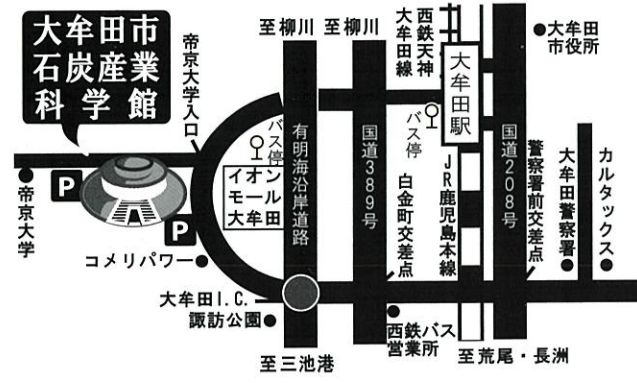 大牟田市
石炭産業
科学館
帝京大学入口
至柳川
至柳川
西鉄天神
大牟田線
大牟田駅
大牟田
市役所
バス停
イオン
モール
大牟田
有明海沿岸道路
国道389号
バス停
白金町交差点
JR鹿児島本線
国道208号
警察署前交差点
大牟田警察署
カルタックス
帝京大学
P
P
コメリパワー
大牟田I.C.
諏訪公園
西鉄バス
営業所
至三池港
至荒尾・長洲